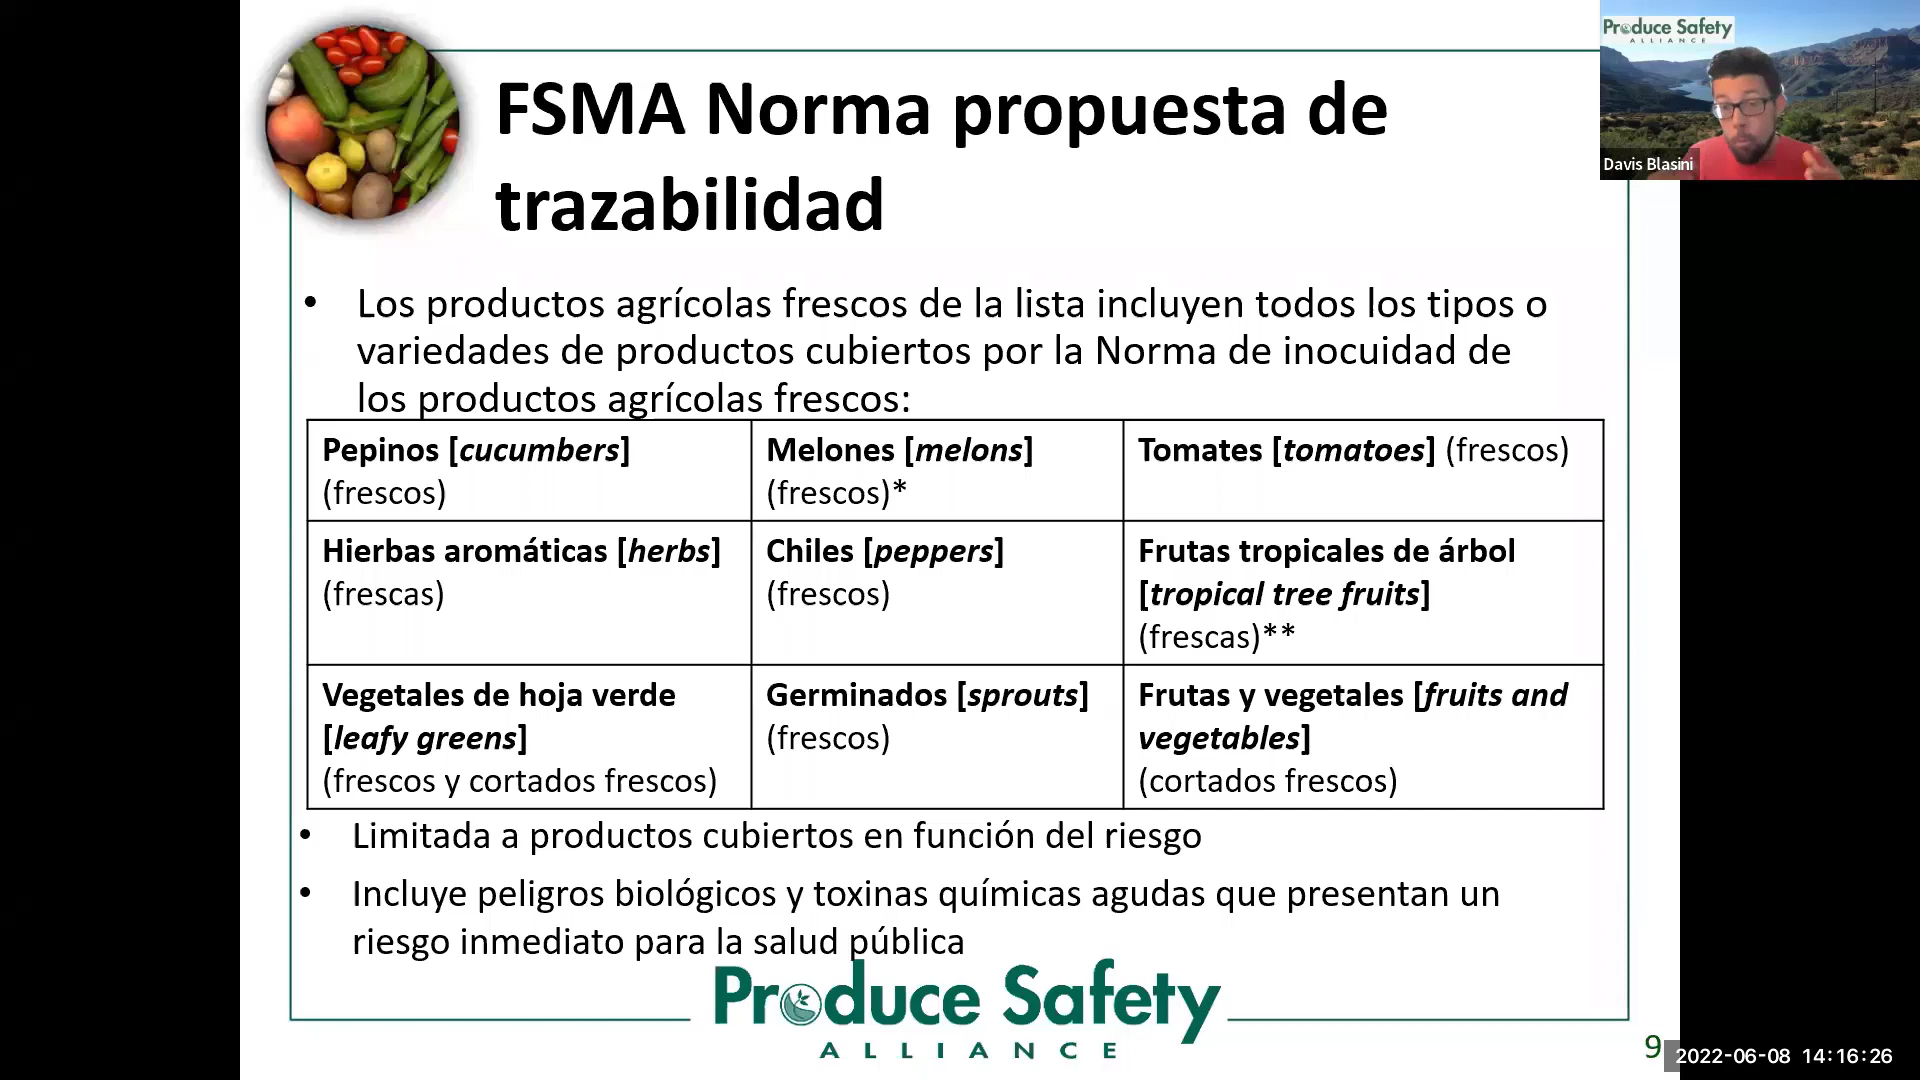 FSMA Norma propuesta de
trazabilidad
• Los productos agrícolas frescos de la lista incluyen todos los tipos o
variedades de productos cubiertos por la Norma de inocuidad de
los productos agrícolas frescos:
Pepinos [cucumbers]
(frescos)
Melones [melons]
(frescos)*
Tomates [tomatoes] (frescos)
Hierbas aromáticas [herbs]
(frescas)
Chiles [peppers]
(frescos)
Frutas tropicales de árbol
[tropical tree fruits]
(frescas)**
Vegetales de hoja verde
[leafy greens]
(frescos y cortados frescos)
Germinados [sprouts]
(frescos)
Frutas y vegetales [fruits and
vegetables]
(cortados frescos)
• Limitada a productos cubiertos en función del riesgo
• Incluye peligros biológicos y toxinas químicas agudas que presentan un
riesgo inmediato para la salud pública
Produce Safety
ALLIANCE
9
Produce Safety
ALLIANCE
Davis Blasini
2022-06-08 14:16:26